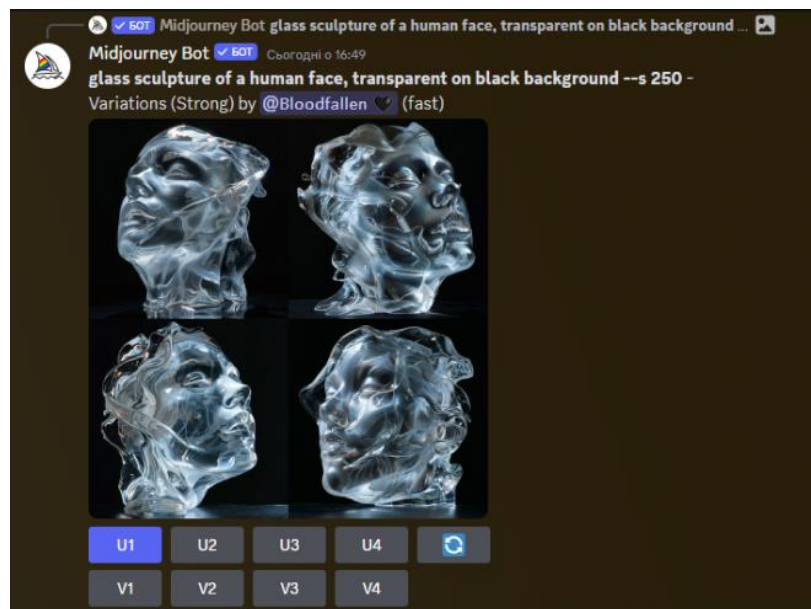 ✓ БОТ Midjourney Bot glass sculpture of a human face, transparent on black background ...
Midjourney Bot ✓ БОТ Сьогодні о 16:49
glass sculpture of a human face, transparent on black background --s 250 -
Variations (Strong) by @Bloodfallen 🖤 (fast)
U1 U2 U3 U4
V1 V2 V3 V4